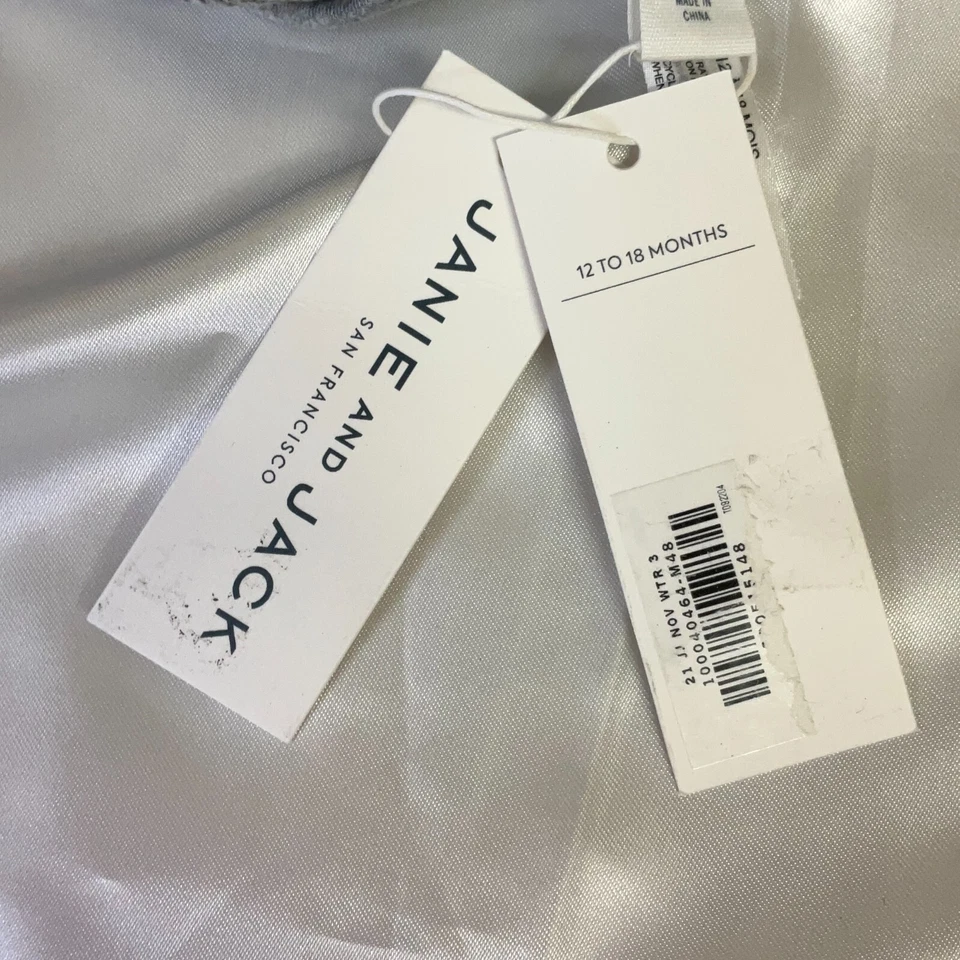 MADE IN
CHINA
JANIE AND JACK
SAN FRANCISCO
12 TO 18 MONTHS
21 JJ NOV WTR 3
100040464-M48
T082204